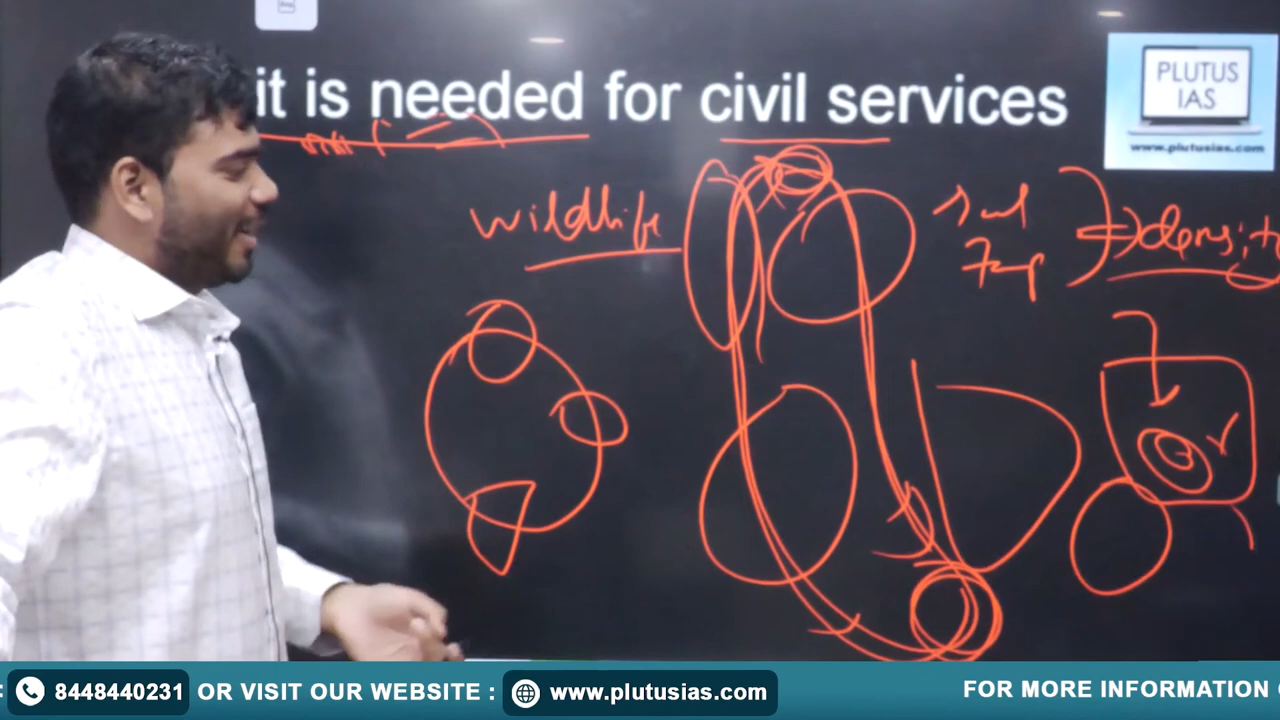 it is needed for civil services
PLUTUS
IAS
www.plutusias.com
wildlife
density
8448440231 OR VISIT OUR WEBSITE : www.plutusias.com
FOR MORE INFORMATION